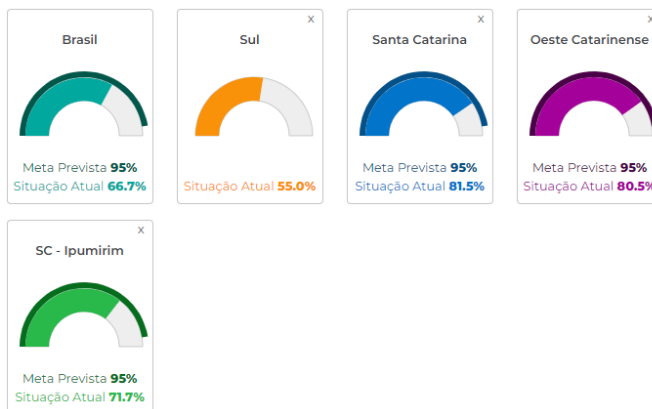 x
x
x
Brasil
Sul
Santa Catarina
Oeste Catarinense
Meta Prevista 95%
Situação Atual 66.7%
Situação Atual 55.0%
Meta Prevista 95%
Situação Atual 81.5%
Meta Prevista 95%
Situação Atual 80.5%
x
SC - Ipumirim
Meta Prevista 95%
Situação Atual 71.7%